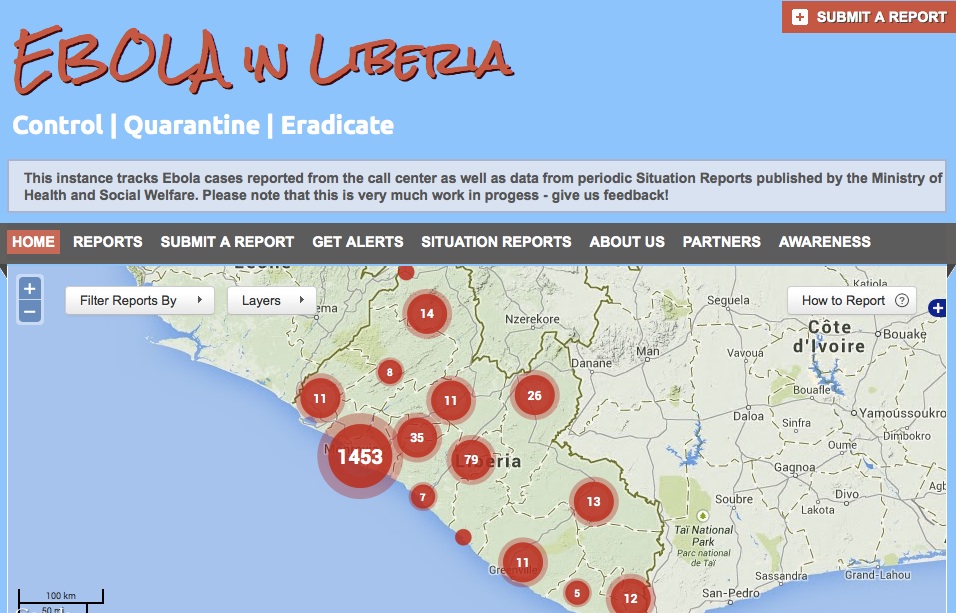 SUBMIT A REPORT
EBOLA IN LIBERIA
Control | Quarantine | Eradicate
This instance tracks Ebola cases reported from the call center as well as data from periodic Situation Reports published by the Ministry of
Health and Social Welfare. Please note that this is very much work in progess - give us feedback!
HOME REPORTS SUBMIT A REPORT GET ALERTS SITUATION REPORTS ABOUT US PARTNERS AWARENESS
+
−
Filter Reports By
Layers
How to Report ?
+
Katiola
Seguela
14
Nzerekore
Côte
d'Ivoire
Bouake
Man
Vavoua
Danane
8
Bouafle
11
11
26
Daloa
Yamoussoukro
Sinfra
35
Dimbokro
Oume
1453
79
Liberia
Gagnoa
7
13
Soubre
Divo
Lakota
Taï National
Park
Parc national
de Taï
11
Greenville
Sassandra
Grand-Lahou
5
12
San-Pedro
100 km
50 mi